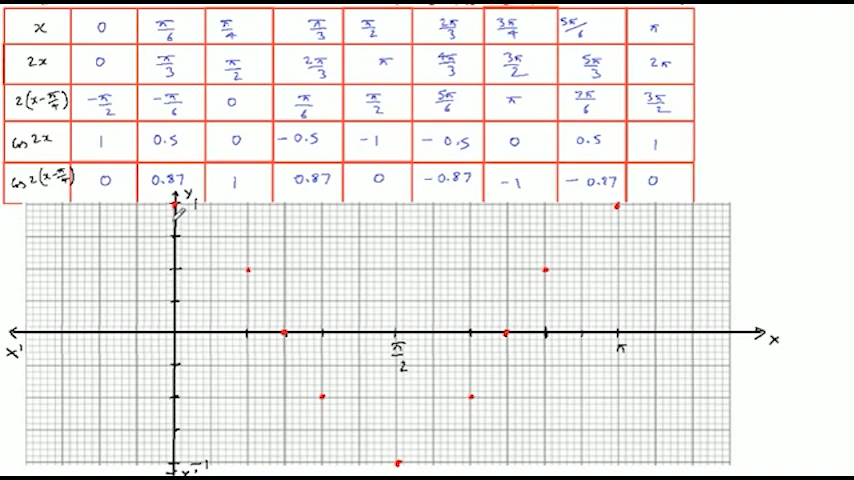 x 0 π/6 π/4 π/3 π/2 2π/3 3π/4 5π/6 π
2x 0 π/3 π/2 2π/3 π 4π/3 3π/2 5π/3 2π
2(x-π/4) -π/2 -π/6 0 π/6 π/2 5π/6 π 7π/6 3π/2
cos 2x 1 0.5 0 -0.5 -1 -0.5 0 0.5 1
cos 2(x-π/4) 0 0.87 1 0.87 0 -0.87 -1 -0.87 0
y 1
x' π/2 π x
-1